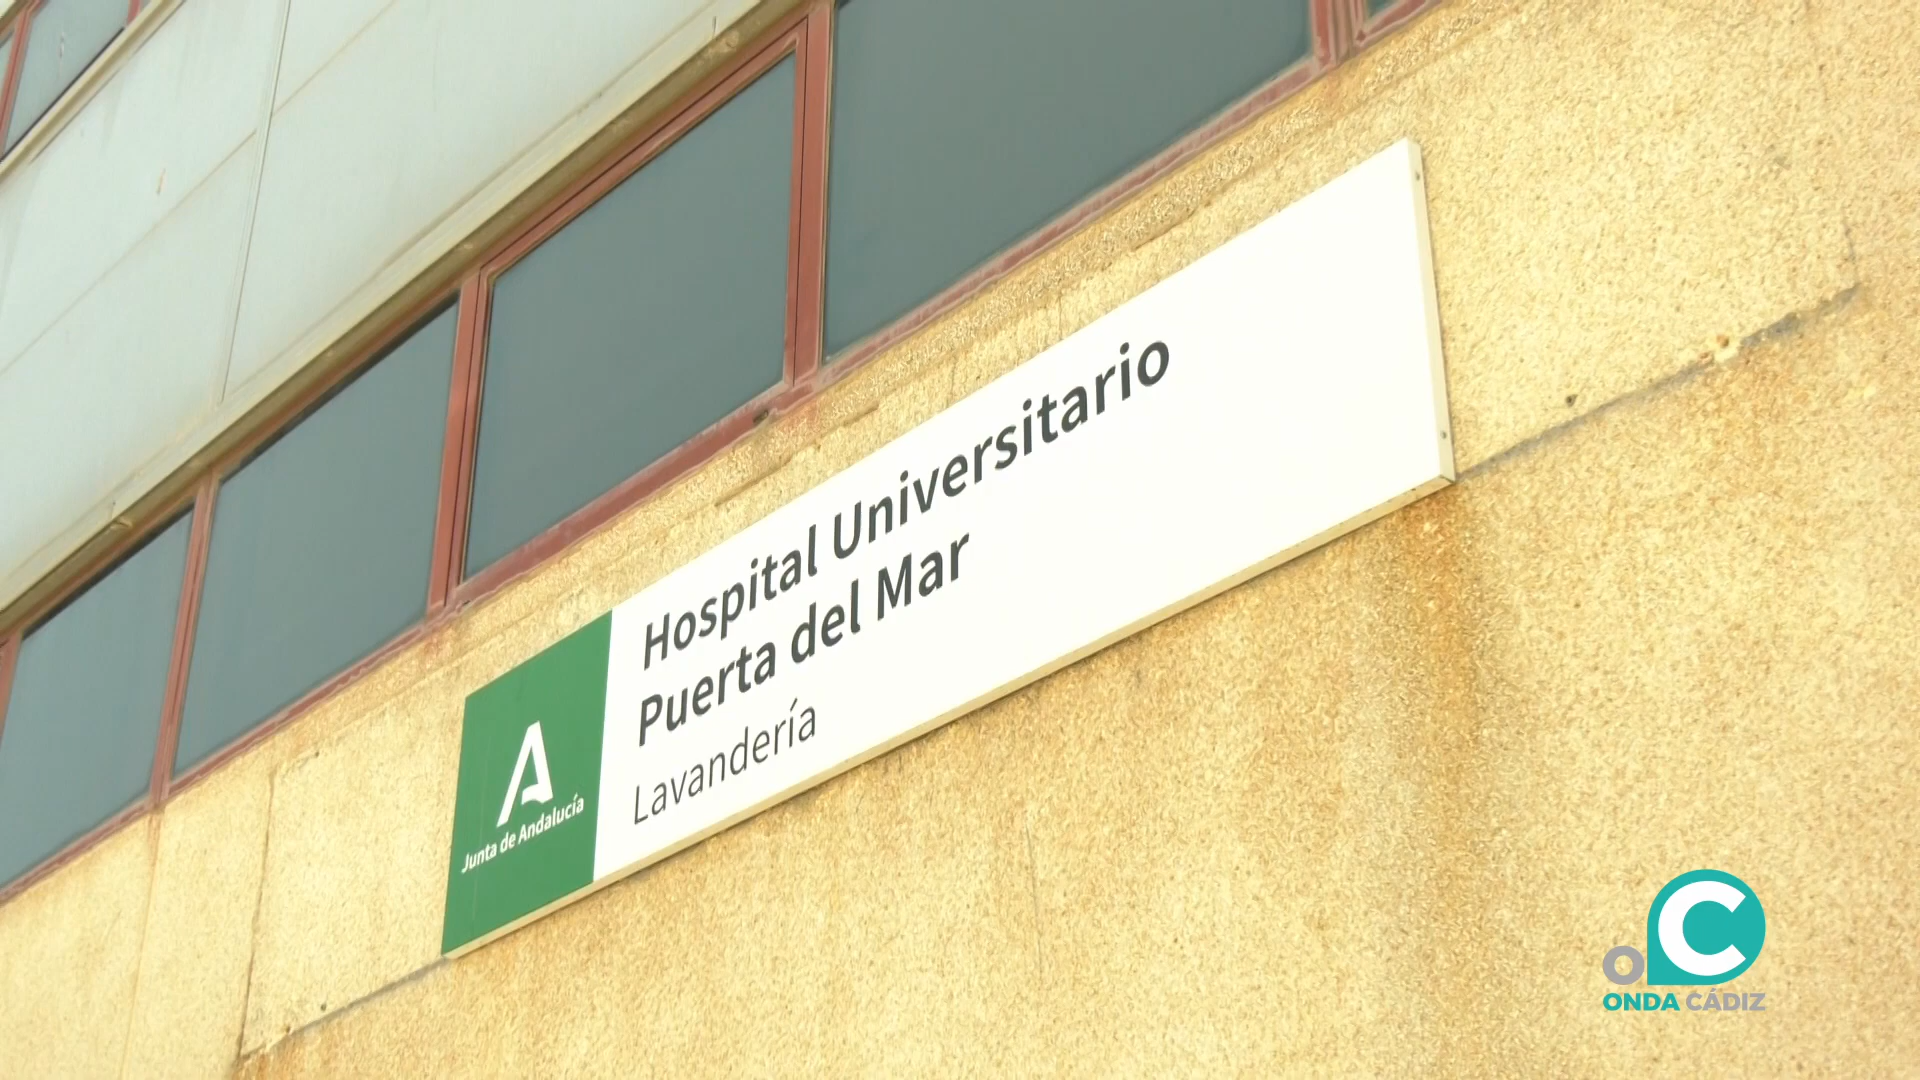 Hospital Universitario
Puerta del Mar
Lavandería
Junta de Andalucía
ONDA CÁDIZ